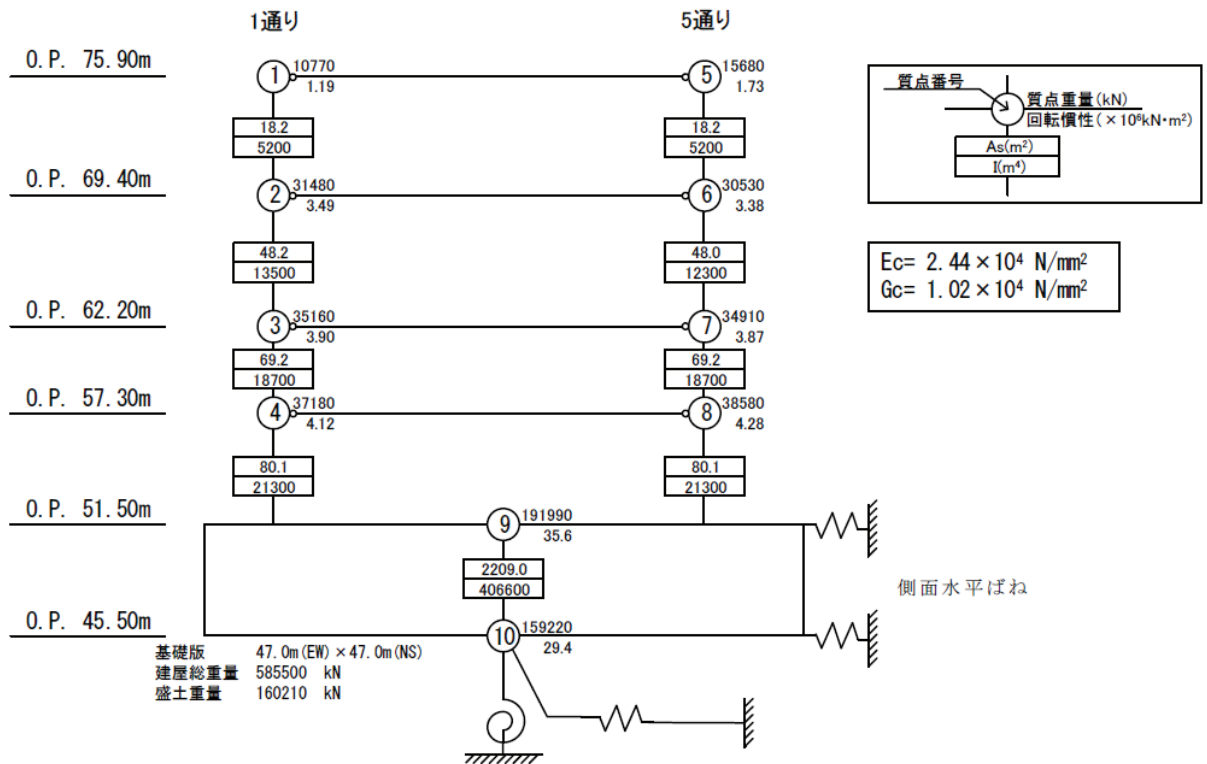 1通り 5通り
O.P. 75.90m
1 10770
1.19
5 15680
1.73
18.2
5200
18.2
5200
O.P. 69.40m
2 31480
3.49
6 30530
3.38
48.2
13500
48.0
12300
O.P. 62.20m
3 35160
3.90
7 34910
3.87
69.2
18700
69.2
18700
O.P. 57.30m
4 37180
4.12
8 38580
4.28
80.1
21300
80.1
21300
O.P. 51.50m
9 191990
35.6
2209.0
406600
O.P. 45.50m
10 159220
29.4
側面水平ばね
基礎版 47.0m(EW)×47.0m(NS)
建屋総重量 585500 kN
盛土重量 160210 kN
質点番号
質点重量(kN)
回転慣性(×10⁶kN・m²)
As(m²)
I(m⁴)
Ec= 2.44×10⁴ N/mm²
Gc= 1.02×10⁴ N/mm²